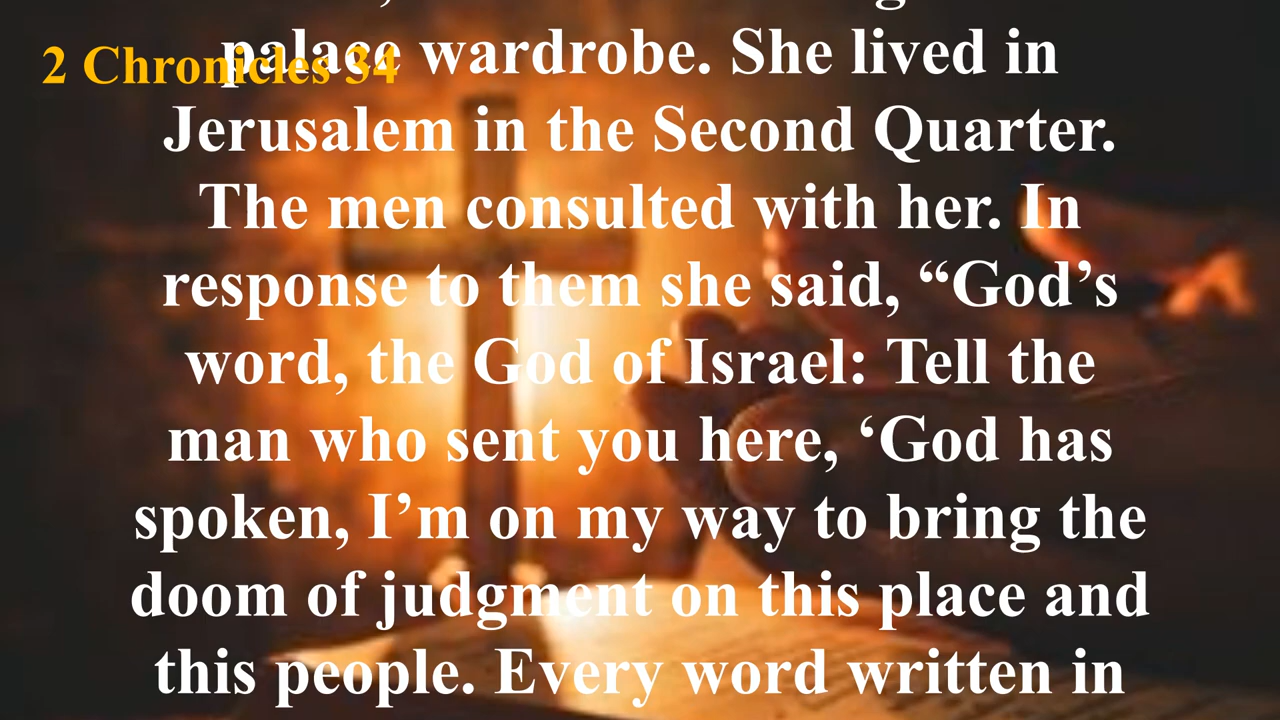 2 Chronicles 34
palace wardrobe. She lived in
Jerusalem in the Second Quarter.
The men consulted with her. In
response to them she said, “God’s
word, the God of Israel: Tell the
man who sent you here, ‘God has
spoken, I’m on my way to bring the
doom of judgment on this place and
this people. Every word written in